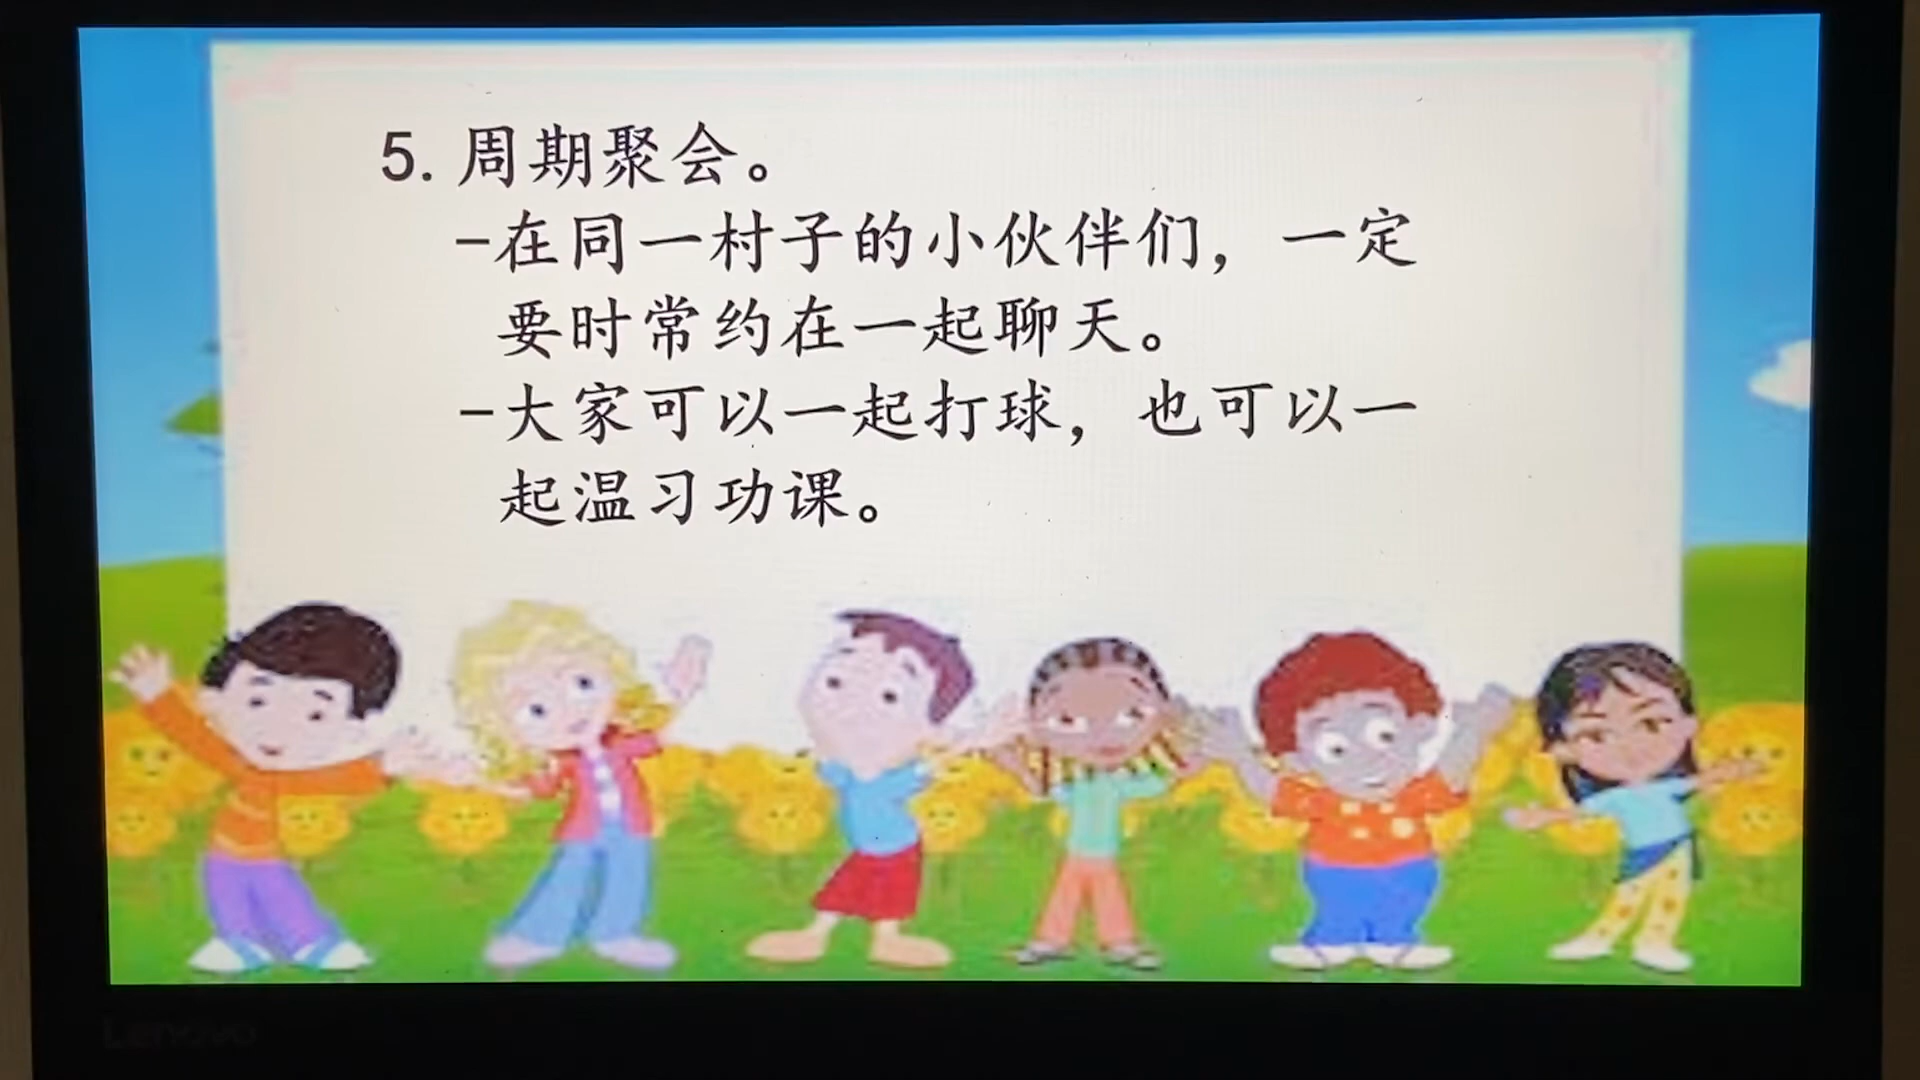 5. 周期聚会。
-在同一村子的小伙伴们，一定
要时常约在一起聊天。
-大家可以一起打球，也可以一
起温习功课。
Lenovo